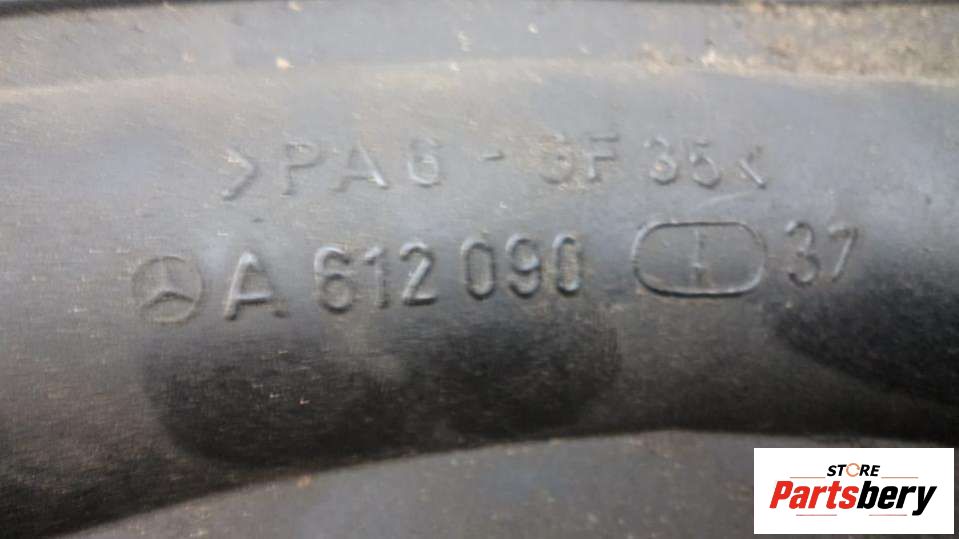 >PA6-GF35<
A 612 090 37
STORE
Partsbery